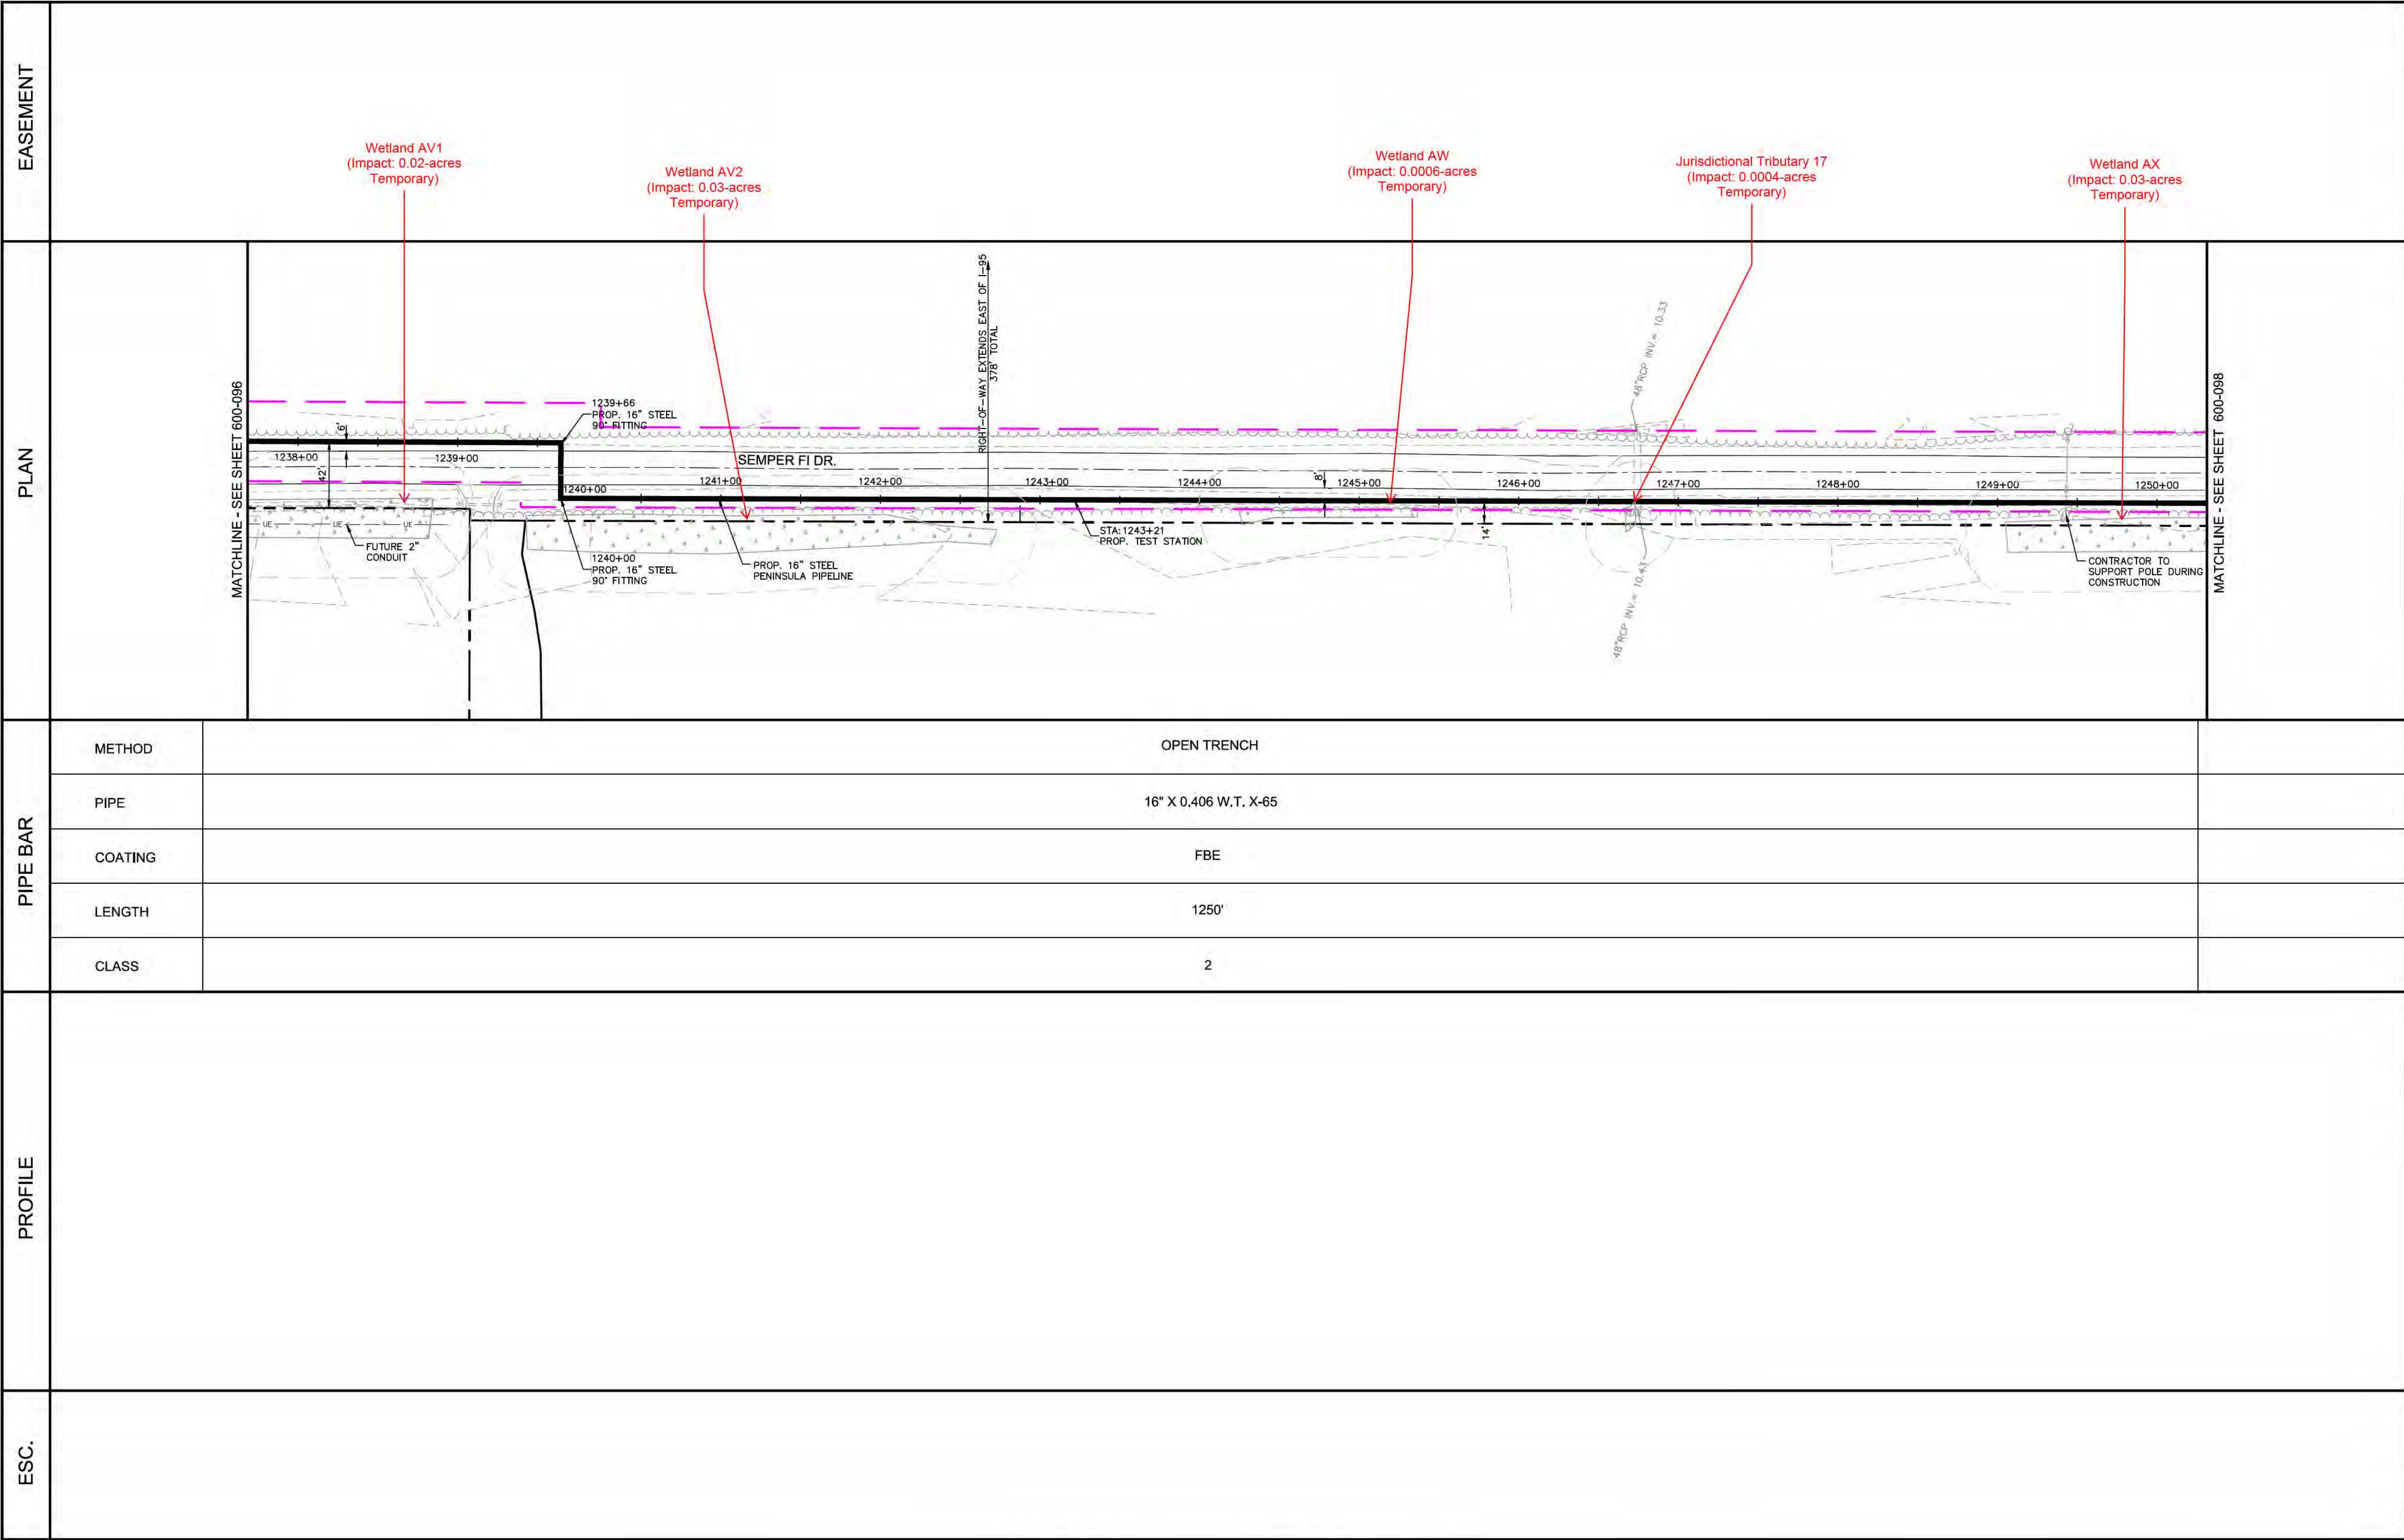 EASEMENT
Wetland AV1
(Impact: 0.02-acres
Temporary)
Wetland AV2
(Impact: 0.03-acres
Temporary)
Wetland AW
(Impact: 0.0006-acres
Temporary)
Jurisdictional Tributary 17
(Impact: 0.0004-acres
Temporary)
Wetland AX
(Impact: 0.03-acres
Temporary)
PLAN
MATCHLINE - SEE SHEET 600-096
RIGHT-OF-WAY EXTENDS EAST OF I-95
378' TOTAL
48"RCP INV.= 10.33
1239+66
PROP. 16" STEEL
90° FITTING
6'
42'
1238+00
1239+00
SEMPER FI DR.
1240+00
1241+00
1242+00
1243+00
1244+00
8'
1245+00
1246+00
1247+00
1248+00
1249+00
1250+00
UE
UE
UE
FUTURE 2"
CONDUIT
1240+00
PROP. 16" STEEL
90° FITTING
PROP. 16" STEEL
PENINSULA PIPELINE
STA:1243+21
PROP. TEST STATION
14'
48"RCP INV.= 10.43
CONTRACTOR TO
SUPPORT POLE DURING
CONSTRUCTION
MATCHLINE - SEE SHEET 600-098
PIPE BAR
METHOD
OPEN TRENCH
PIPE
16" X 0.406 W.T. X-65
COATING
FBE
LENGTH
1250'
CLASS
2
PROFILE
ESC.